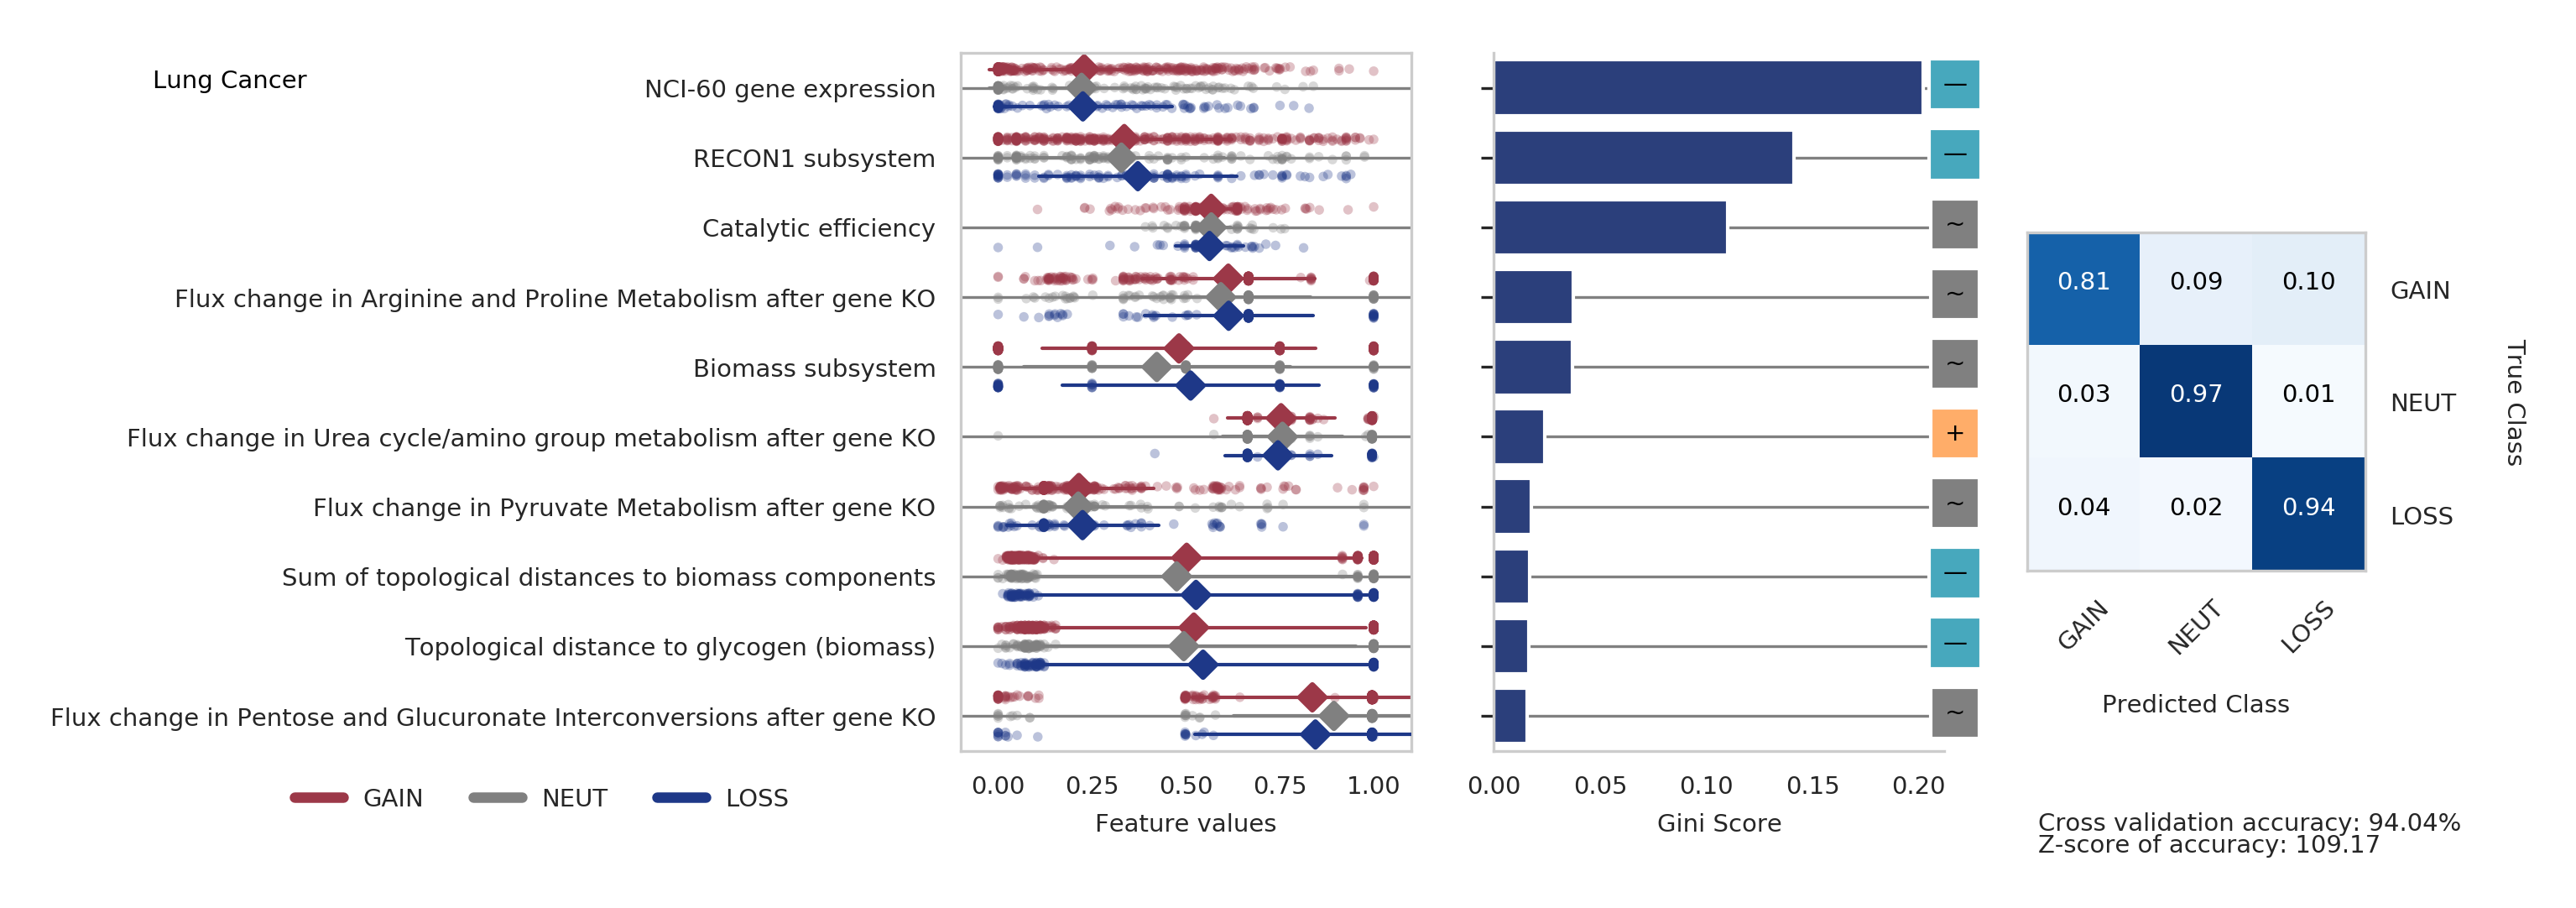 Lung Cancer
NCI-60 gene expression
RECON1 subsystem
Catalytic efficiency
Flux change in Arginine and Proline Metabolism after gene KO
Biomass subsystem
Flux change in Urea cycle/amino group metabolism after gene KO
Flux change in Pyruvate Metabolism after gene KO
Sum of topological distances to biomass components
Topological distance to glycogen (biomass)
Flux change in Pentose and Glucuronate Interconversions after gene KO
GAIN NEUT LOSS
0.00 0.25 0.50 0.75 1.00
Feature values
—
—
~
~
~
+
~
—
—
~
0.00 0.05 0.10 0.15 0.20
Gini Score
0.81 0.09 0.10 GAIN
0.03 0.97 0.01 NEUT
0.04 0.02 0.94 LOSS
True Class
GAIN NEUT LOSS
Predicted Class
Cross validation accuracy: 94.04%
Z-score of accuracy: 109.17